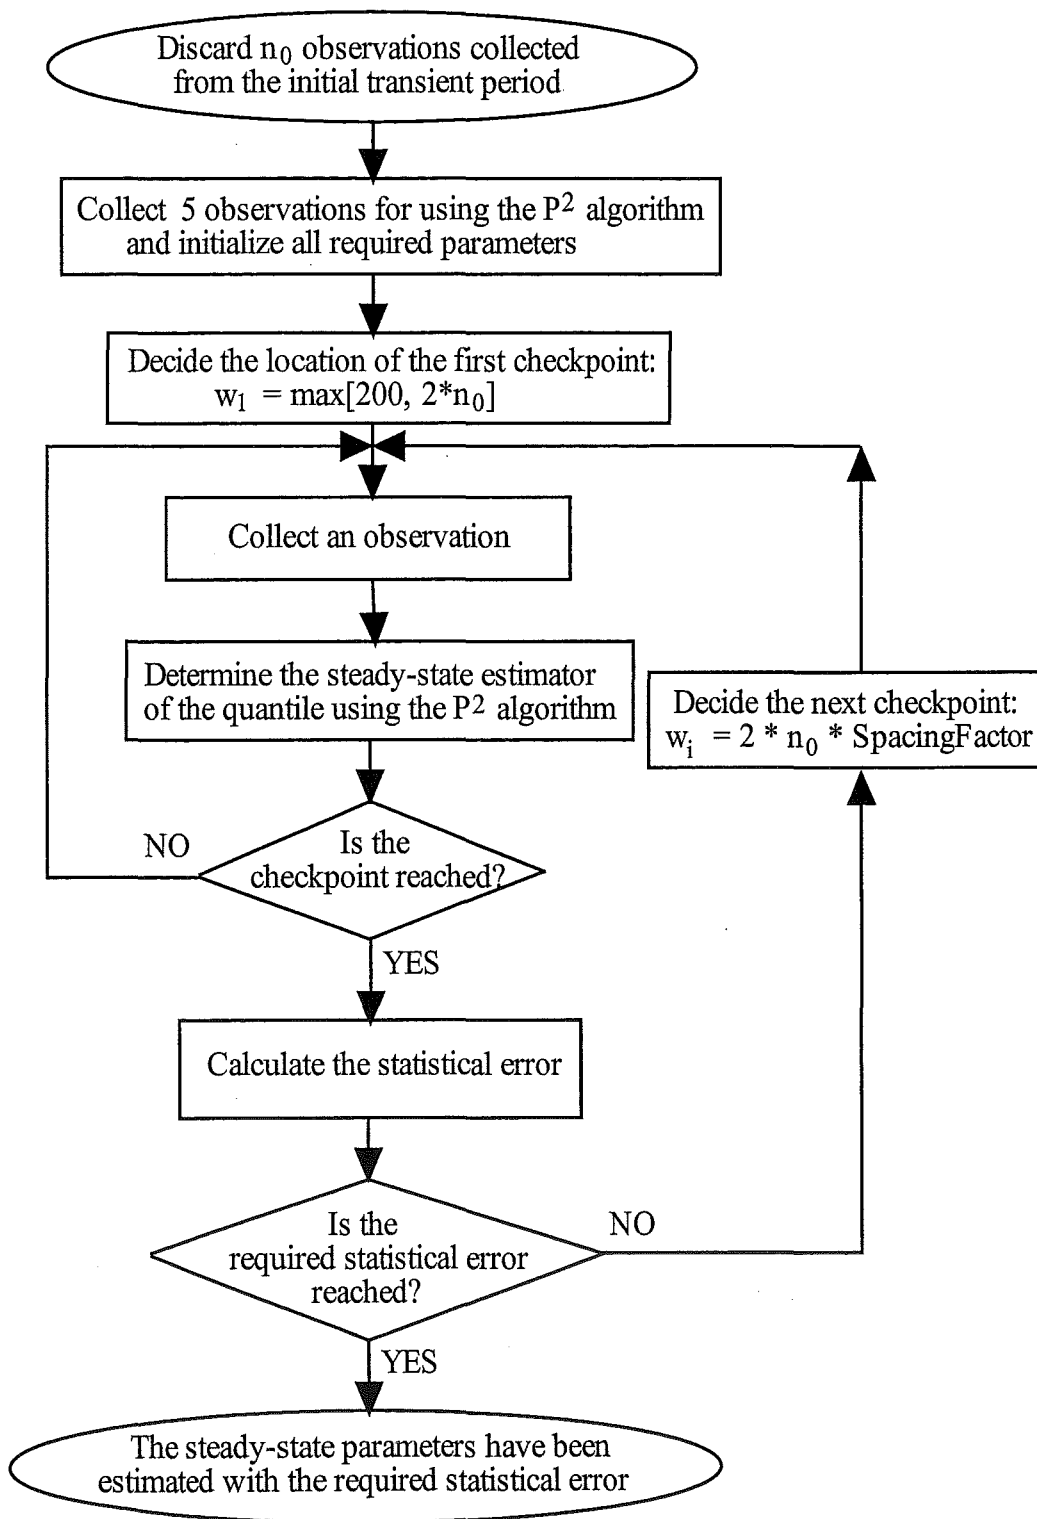 Discard n₀ observations collected
from the initial transient period
Collect 5 observations for using the P² algorithm
and initialize all required parameters
Decide the location of the first checkpoint:
w₁ = max[200, 2*n₀]
Collect an observation
Determine the steady-state estimator
of the quantile using the P² algorithm
Decide the next checkpoint:
wᵢ = 2 * n₀ * SpacingFactor
NO
Is the
checkpoint reached?
YES
Calculate the statistical error
Is the
required statistical error
reached?
NO
YES
The steady-state parameters have been
estimated with the required statistical error